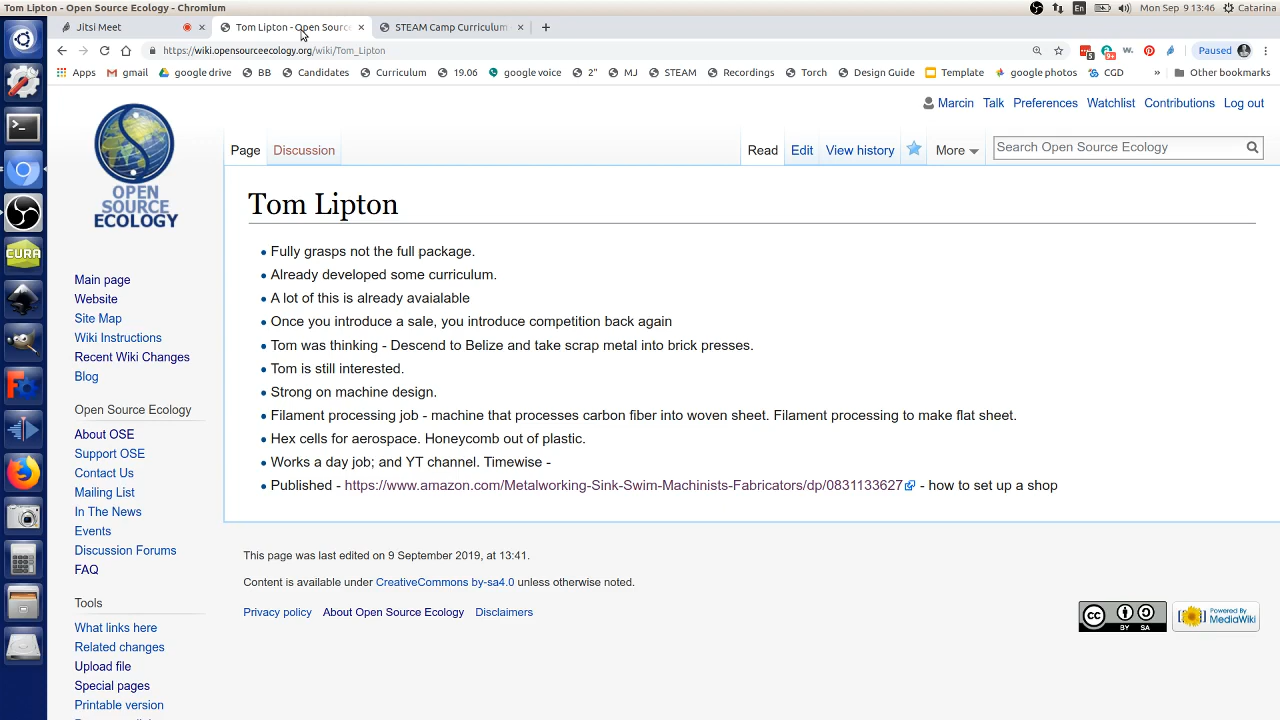 Tom Lipton - Open Source Ecology - Chromium
En
Mon Sep 9 13:46
Catarina
Jitsi Meet
Tom Lipton - Open Source
STEAM Camp Curriculum
https://wiki.opensourceecology.org/wiki/Tom_Lipton
Paused
Apps
gmail
google drive
BB
Candidates
Curriculum
19.06
google voice
2"
MJ
STEAM
Recordings
Torch
Design Guide
Template
google photos
CGD
»
Other bookmarks
Marcin
Talk
Preferences
Watchlist
Contributions
Log out
OPEN
SOURCE
ECOLOGY
CURA
Page
Discussion
Read
Edit
View history
More
Search Open Source Ecology
Tom Lipton
Fully grasps not the full package.
Already developed some curriculum.
A lot of this is already avaialable
Once you introduce a sale, you introduce competition back again
Tom was thinking - Descend to Belize and take scrap metal into brick presses.
Tom is still interested.
Strong on machine design.
Filament processing job - machine that processes carbon fiber into woven sheet. Filament processing to make flat sheet.
Hex cells for aerospace. Honeycomb out of plastic.
Works a day job; and YT channel. Timewise -
Published - https://www.amazon.com/Metalworking-Sink-Swim-Machinists-Fabricators/dp/0831133627 - how to set up a shop
Main page
Website
Site Map
Wiki Instructions
Recent Wiki Changes
Blog
Open Source Ecology
About OSE
Support OSE
Contact Us
Mailing List
In The News
Events
Discussion Forums
FAQ
Tools
What links here
Related changes
Upload file
Special pages
Printable version
This page was last edited on 9 September 2019, at 13:41.
Content is available under CreativeCommons by-sa4.0 unless otherwise noted.
Privacy policy
About Open Source Ecology
Disclaimers
cc
BY SA
Powered By
MediaWiki